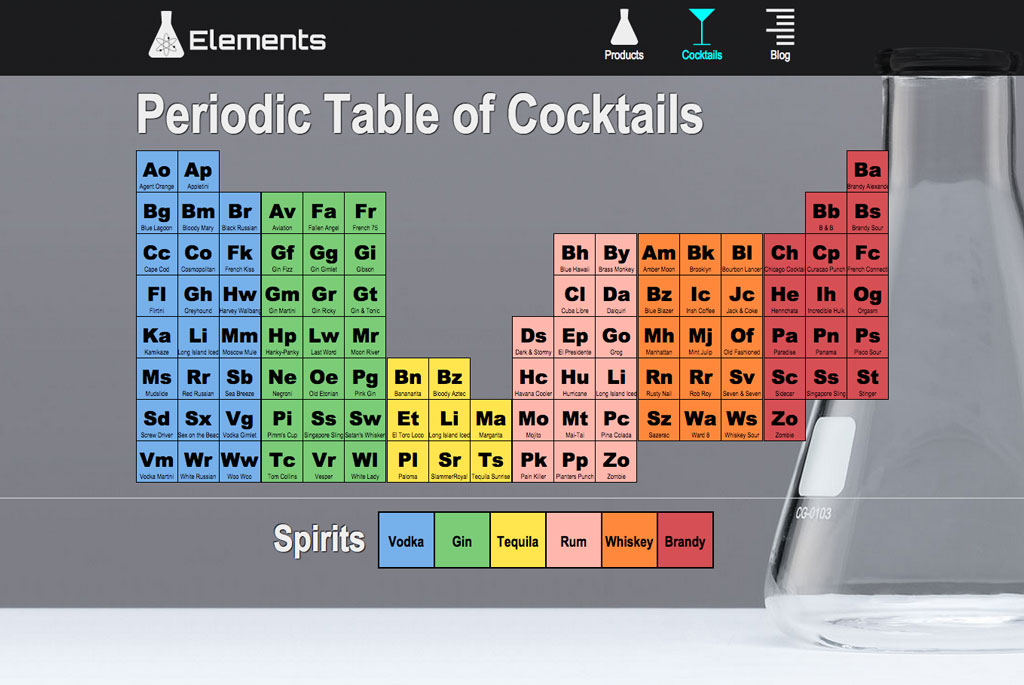 Elements
Products Cocktails Blog
Periodic Table of Cocktails
Ao Ap Ba
Agent Orange Appletini Brandy Alexande
Bg Bm Br Av Fa Fr Bb Bs
Blue Lagoon Bloody Mary Black Russian Aviation Fallen Angel French 75 B & B Brandy Sour
Cc Co Fk Gf Gg Gi Bh By Am Bk Bl Ch Cp Fc
Cape Cod Cosmopolitan French Kiss Gin Fizz Gin Gimlet Gibson Blue Hawaii Brass Monkey Amber Moon Brooklyn Bourbon Lancer Chicago Cockta Curacao Punch French Connect
Fl Gh Hw Gm Gr Gt Cl Da Bz Ic Jc He Ih Og
Flirtini Greyhound Harvey Wallbang Gin Martini Gin Ricky Gin & Tonic Cuba Libre Daiquiri Blue Blazer Irish Coffee Jack & Coke Hennchata Incredible Hulk Orgasm
Ka Li Mm Hp Lw Mr Ds Ep Go Mh Mj Of Pa Pn Ps
Kamikaze Long Island Iced Moscow Mule Hanky-Panky Last Word Moon River Dark & Stormy El Presidente Grog Manhattan Mint Julip Old Fashioned Paradise Panama Pisco Sour
Ms Rr Sb Ne Oe Pg Bn Bz Hc Hu Li Rn Rr Sv Sc Ss St
Mudslide Red Russian Sea Breeze Negroni Old Etonian Pink Gin Bananarita Bloody Aztec Havana Cooler Hurricane Long Island Iced Rusty Nail Rob Roy Seven & Seven Sidecar Singapore Sling Stinger
Sd Sx Vg Pi Ss Sw Et Li Ma Mo Mt Pc Sz Wa Ws Zo
Screw Driver Sex on the Beac Vodka Gimlet Pimm's Cup Singapore Sling Satan's Whisker El Toro Loco Long Island Iced Margarita Mojito Mai-Tai Pina Colada Sazerac Ward 8 Whiskey Sour Zombie
Vm Wr Ww Tc Vr Wl Pl Sr Ts Pk Pp Zo
Vodka Martini White Russian Woo Woo Tom Collins Vesper White Lady Paloma SlammerRoyal Tequila Sunrise Pain Killer Planters Punch Zombie
CG-0103
Spirits Vodka Gin Tequila Rum Whiskey Brandy